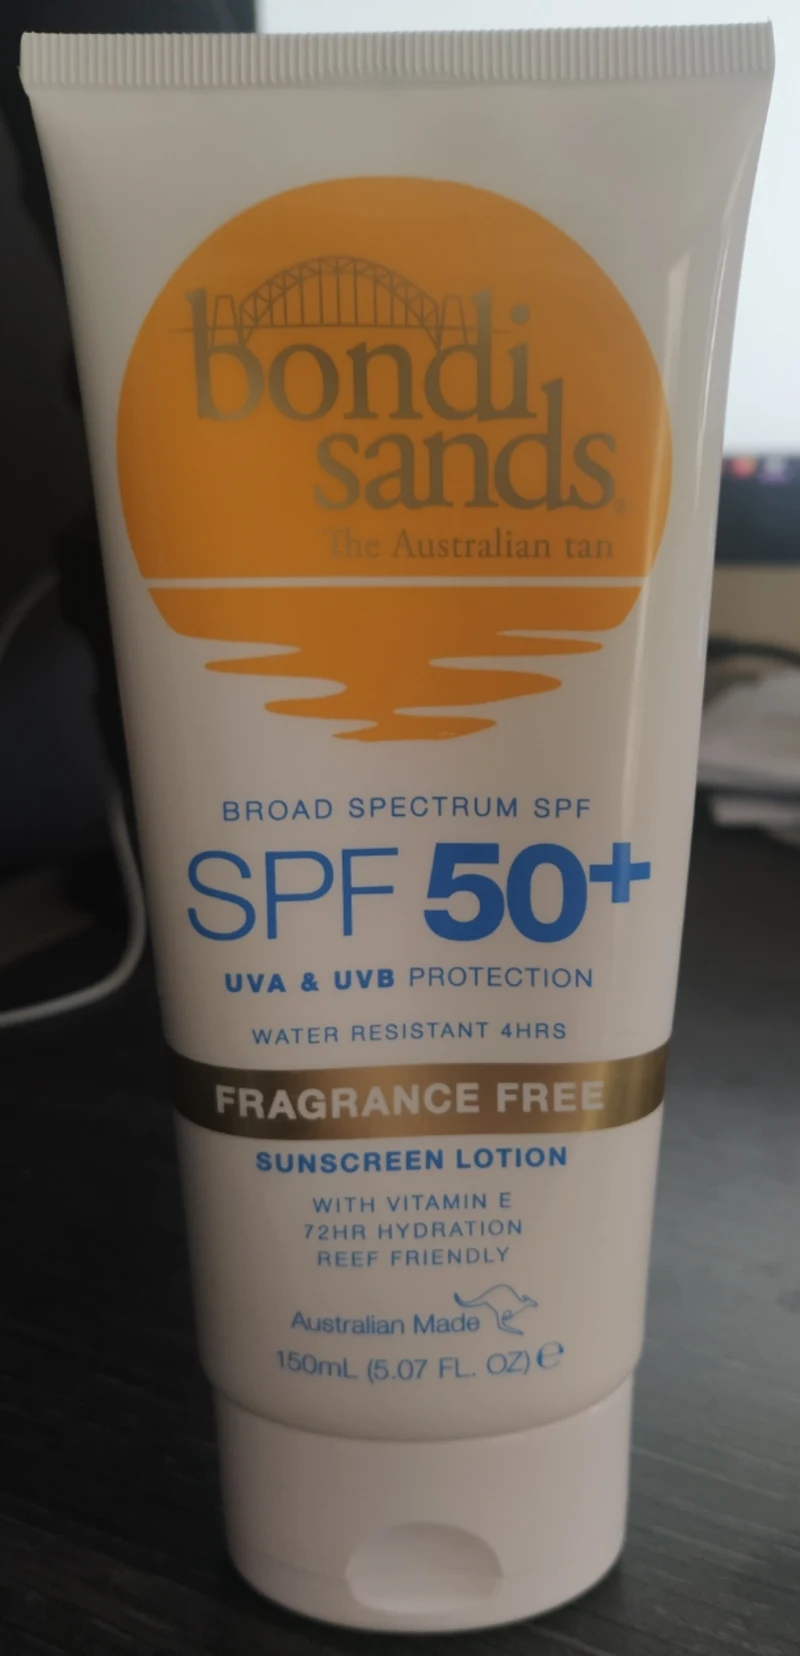 bondi
sands
The Australian tan
BROAD SPECTRUM SPF
SPF 50+
UVA & UVB PROTECTION
WATER RESISTANT 4HRS
FRAGRANCE FREE
SUNSCREEN LOTION
WITH VITAMIN E
72HR HYDRATION
REEF FRIENDLY
Australian Made
150mL (5.07 FL. OZ) ℮